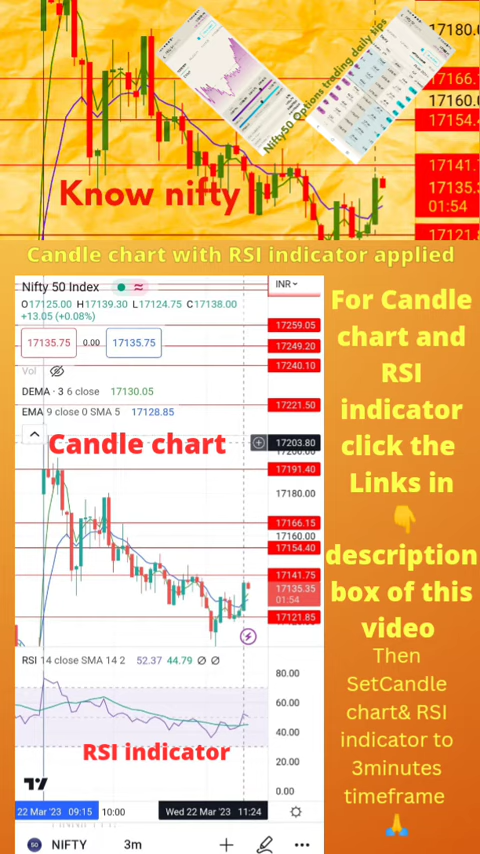 17180.0
17166.1
17160.0
17154.4
Nifty50 Options trading daily tips
17141.7
Know nifty
17135.3
01:54
17121.8
Candle chart with RSI indicator applied
Nifty 50 Index
INR
O17125.00 H17139.30 L17124.75 C17138.00
+13.05 (+0.08%)
17259.05
17135.75 0.00 17135.75
17249.20
17240.10
Vol
DEMA · 3 6 close 17130.05
17221.50
EMA 9 close 0 SMA 5 17128.85
Candle chart
17203.80
17200.00
17191.40
17180.00
17166.15
17160.00
17154.40
17141.75
17135.35
01:54
17121.85
RSI 14 close SMA 14 2 52.37 44.79 Ø Ø
80.00
60.00
40.00
RSI indicator
20.00
0.00
22 Mar '23 09:15 10:00 Wed 22 Mar '23 11:24
50 NIFTY 3m
For Candle
chart and
RSI
indicator
click the
Links in
👇
description
box of this
video
Then
SetCandle
chart& RSI
indicator to
3minutes
timeframe
🙏